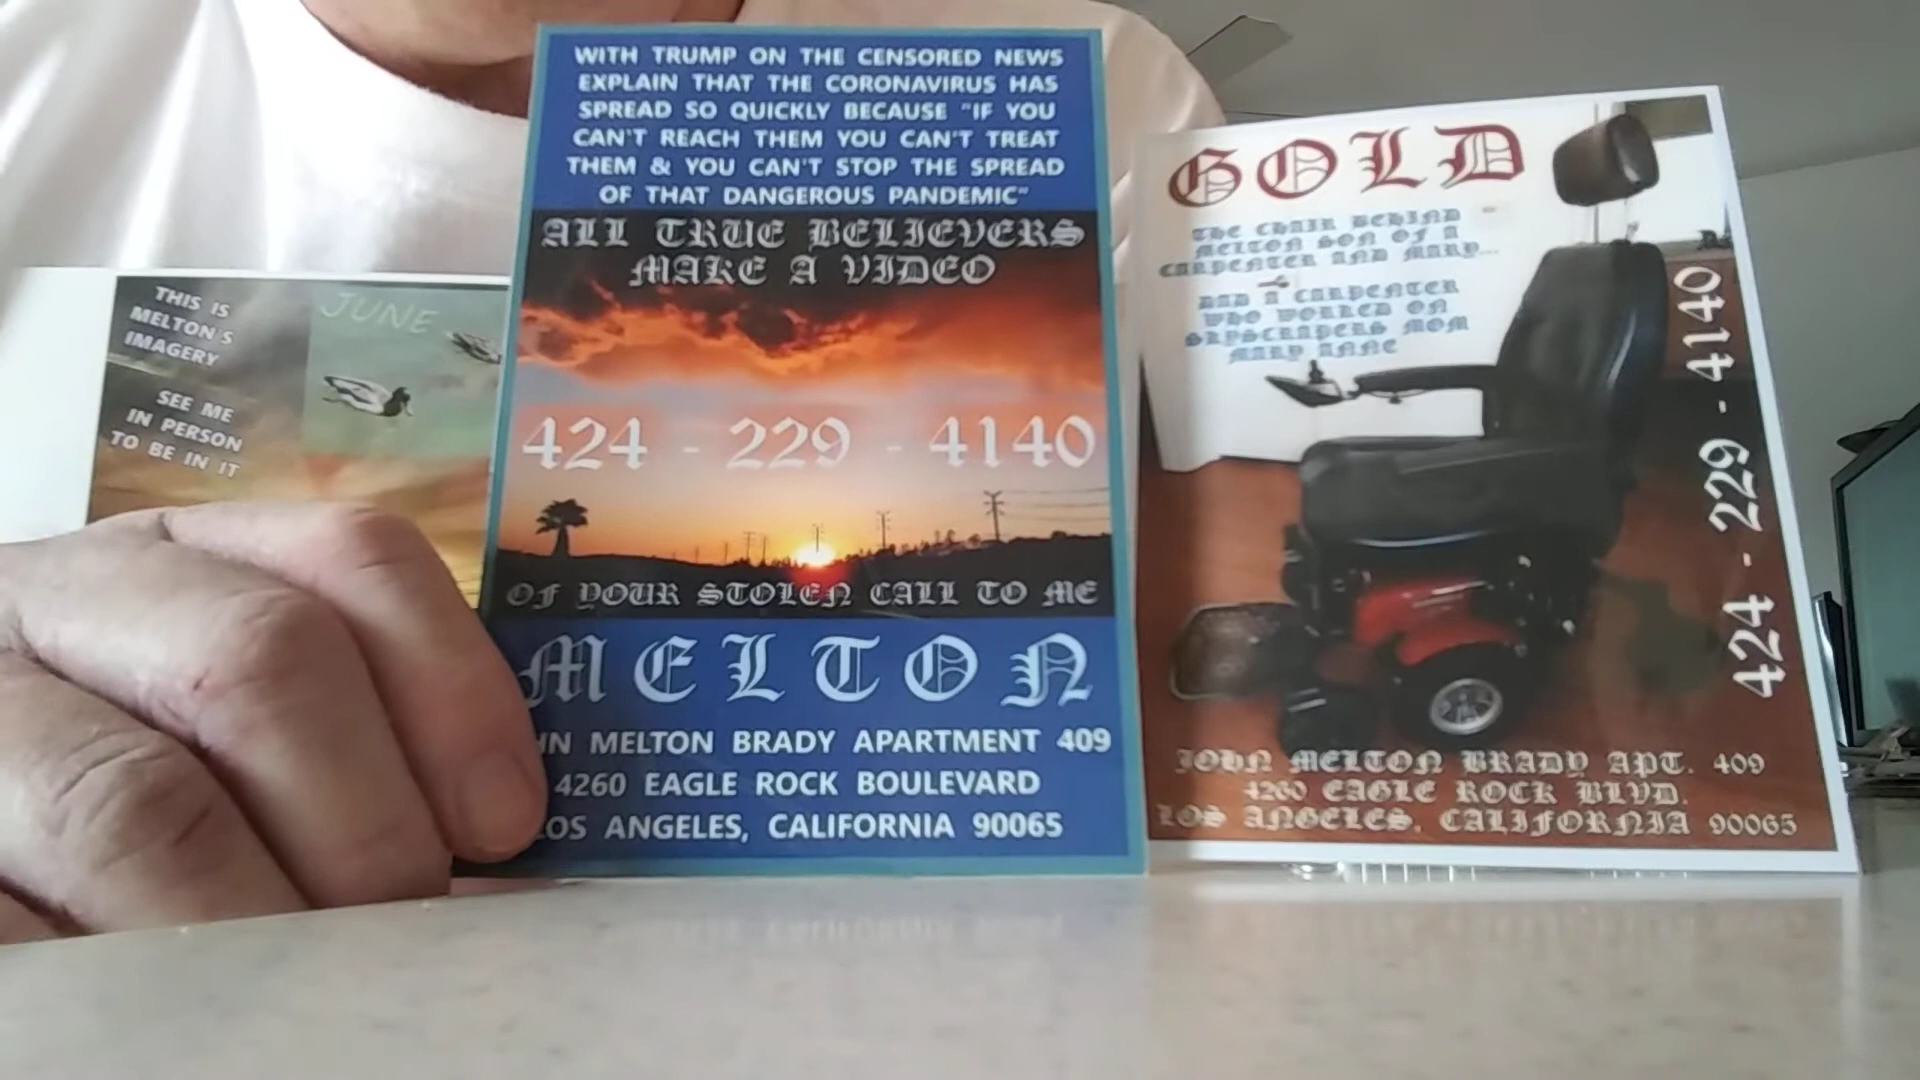 THIS IS
MELTON'S
IMAGERY
SEE ME
IN PERSON
TO BE IN IT
JUNE
WITH TRUMP ON THE CENSORED NEWS
EXPLAIN THAT THE CORONAVIRUS HAS
SPREAD SO QUICKLY BECAUSE "IF YOU
CAN'T REACH THEM YOU CAN'T TREAT
THEM & YOU CAN'T STOP THE SPREAD
OF THAT DANGEROUS PANDEMIC"
ALL TRUE BELIEVERS
MAKE A VIDEO
424 - 229 - 4140
OF YOUR STOLEN CALL TO ME
MELTON
HN MELTON BRADY APARTMENT 409
4260 EAGLE ROCK BOULEVARD
LOS ANGELES, CALIFORNIA 90065
GOLD
THE CHAIR BEHIND
MELTON SON OF A
CARPENTER AND MARY...
DAD A CARPENTER
WHO WORKED ON
SKYSCRAPERS MOM
MARY ANNE
424 - 229 - 4140
JOHN MELTON BRADY APT. 409
4260 EAGLE ROCK BLVD.
LOS ANGELES, CALIFORNIA 90065